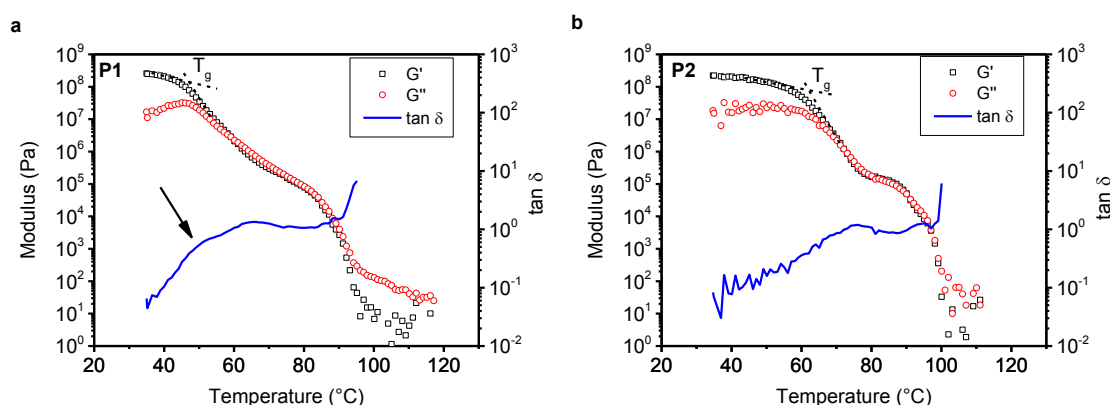 a
P1
T_g
G'
G''
tan δ
10^9
10^8
10^7
10^6
10^5
10^4
10^3
10^2
10^1
10^0
Modulus (Pa)
10^3
10^2
10^1
10^0
10^-1
10^-2
tan δ
20 40 60 80 100 120
Temperature (°C)
b
P2
T_g
G'
G''
tan δ
10^9
10^8
10^7
10^6
10^5
10^4
10^3
10^2
10^1
10^0
Modulus (Pa)
10^3
10^2
10^1
10^0
10^-1
10^-2
tan δ
20 40 60 80 100 120
Temperature (°C)